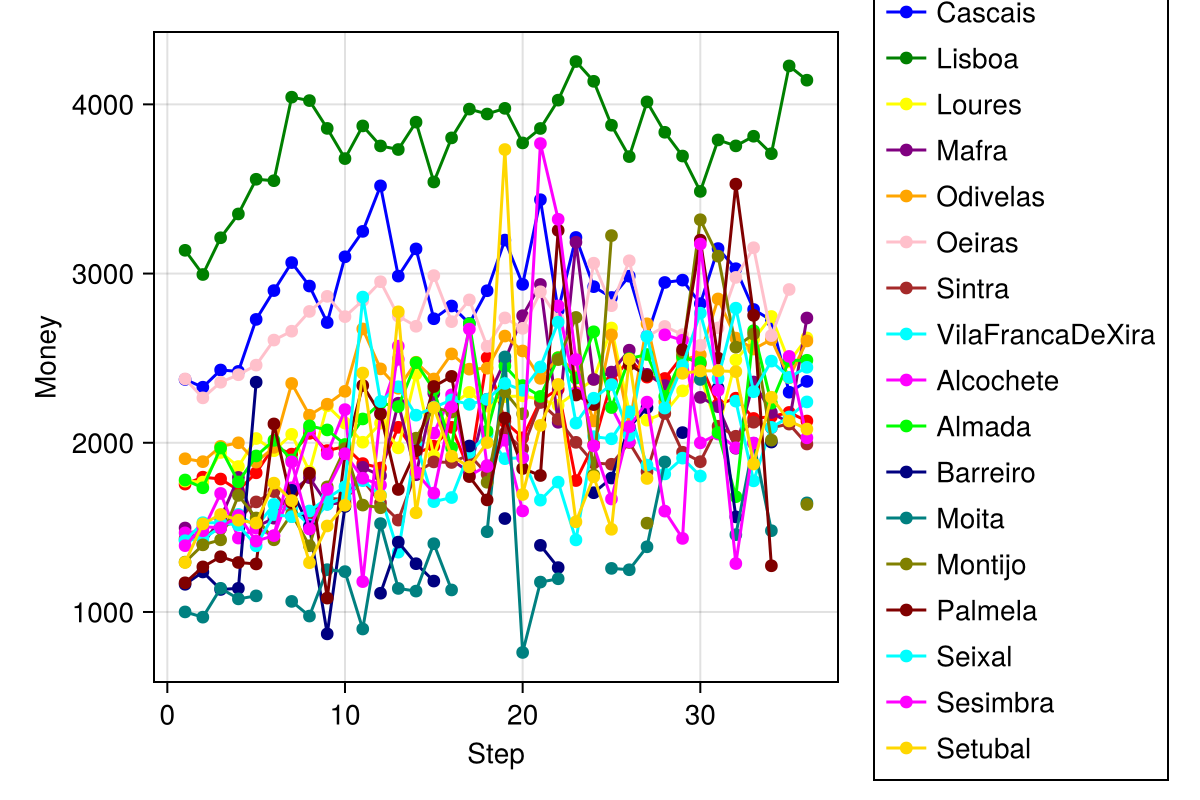 Cascais
Lisboa
Loures
Mafra
Odivelas
Oeiras
Sintra
VilaFrancaDeXira
Alcochete
Almada
Barreiro
Moita
Montijo
Palmela
Seixal
Sesimbra
Setubal
Money
4000
3000
2000
1000
0 10 20 30
Step